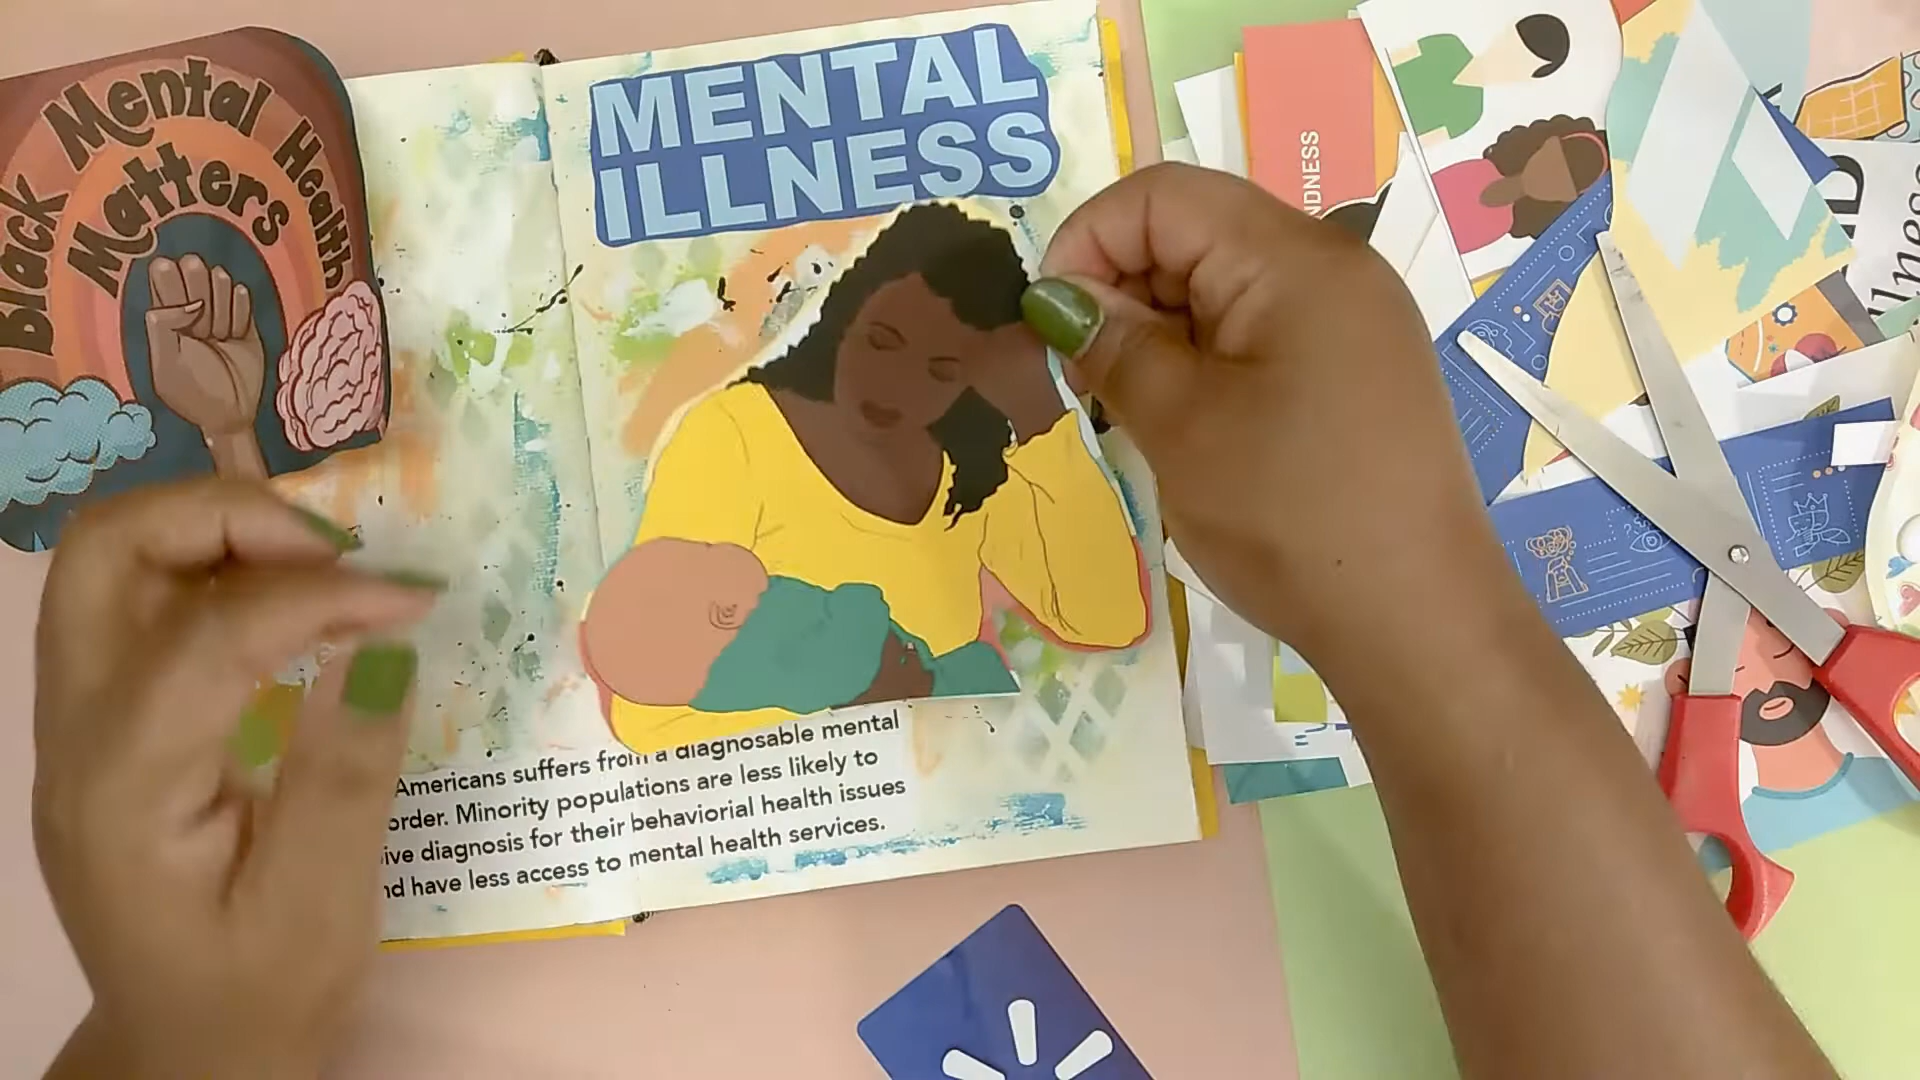 Black Mental Health
Matters
MENTAL
ILLNESS
Americans suffers from a diagnosable mental
order. Minority populations are less likely to
ive diagnosis for their behaviorial health issues
nd have less access to mental health services.
NDNESS